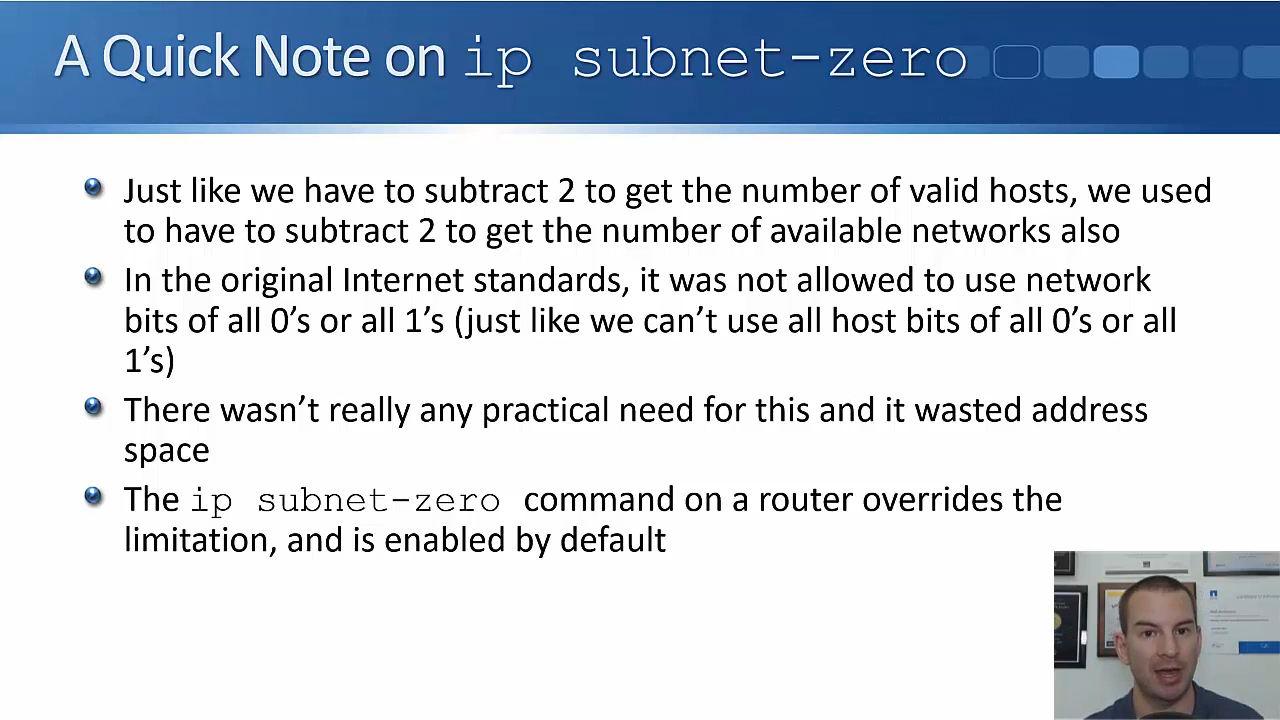 A Quick Note on ip subnet-zero
Just like we have to subtract 2 to get the number of valid hosts, we used
to have to subtract 2 to get the number of available networks also
In the original Internet standards, it was not allowed to use network
bits of all 0’s or all 1’s (just like we can’t use all host bits of all 0’s or all
1’s)
There wasn’t really any practical need for this and it wasted address
space
The ip subnet-zero command on a router overrides the
limitation, and is enabled by default